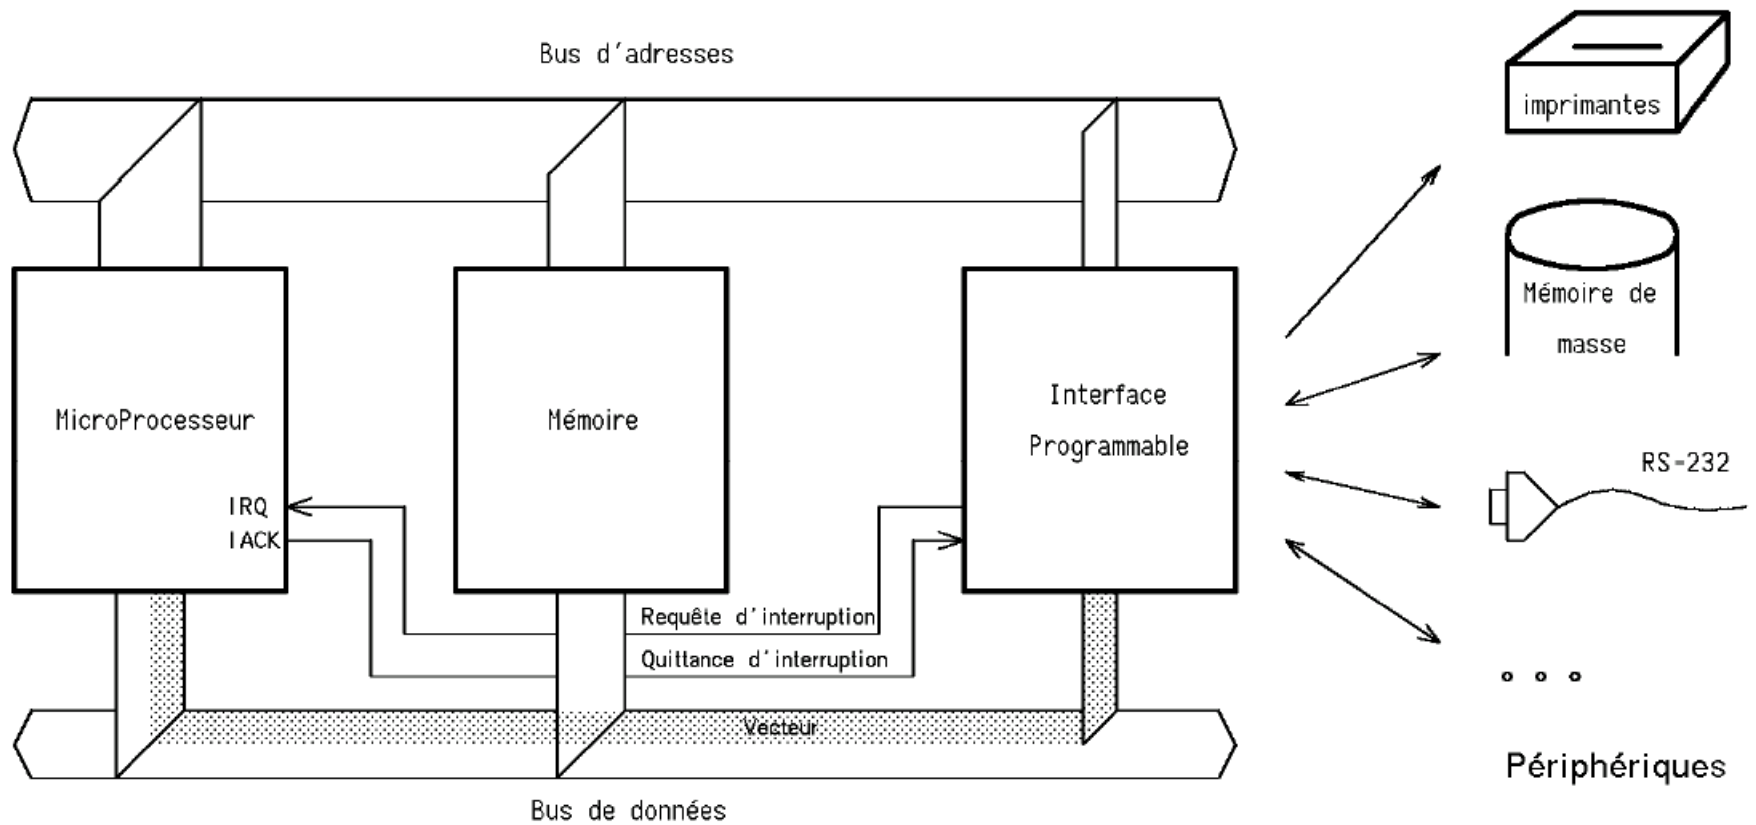 Bus d'adresses
imprimantes
Mémoire de
masse
MicroProcesseur
Mémoire
Interface
Programmable
RS-232
IRQ
IACK
Requête d'interruption
Quittance d'interruption
Vecteur
Périphériques
Bus de données